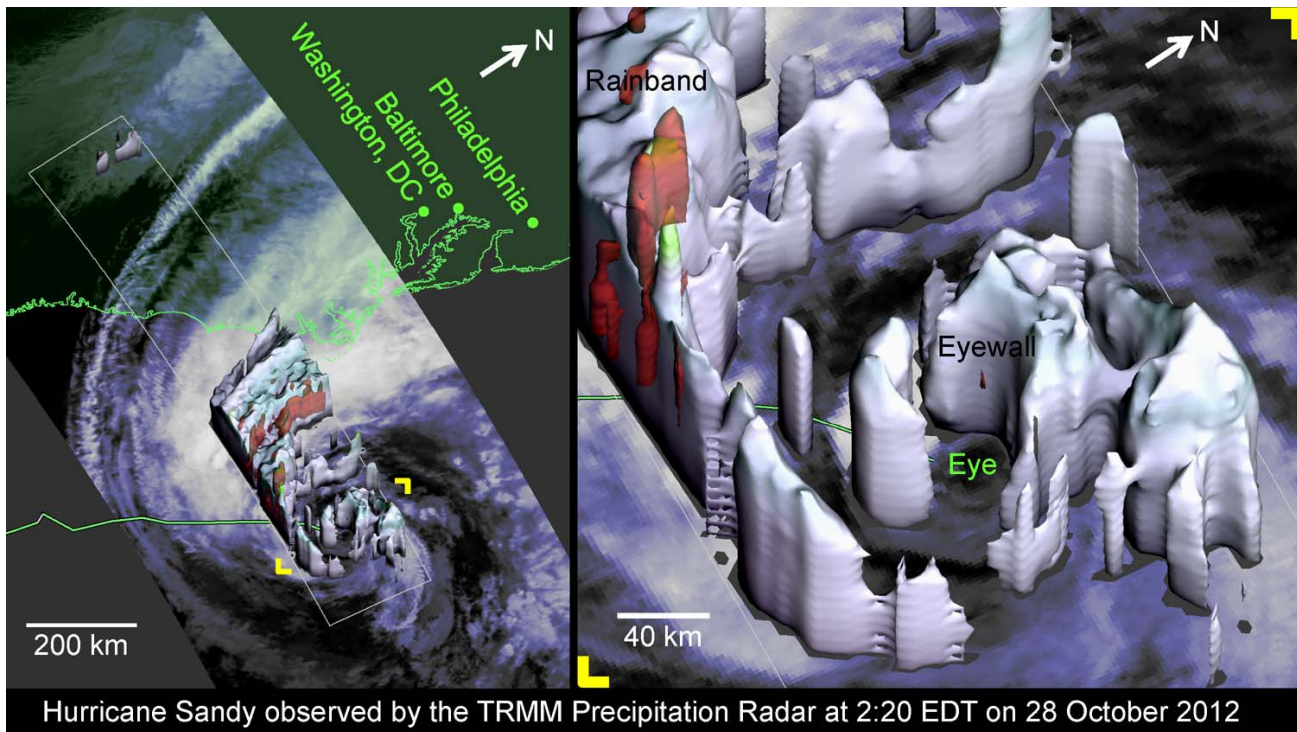 N
Washington, DC
Baltimore
Philadelphia
200 km
N
Rainband
Eyewall
Eye
40 km
Hurricane Sandy observed by the TRMM Precipitation Radar at 2:20 EDT on 28 October 2012